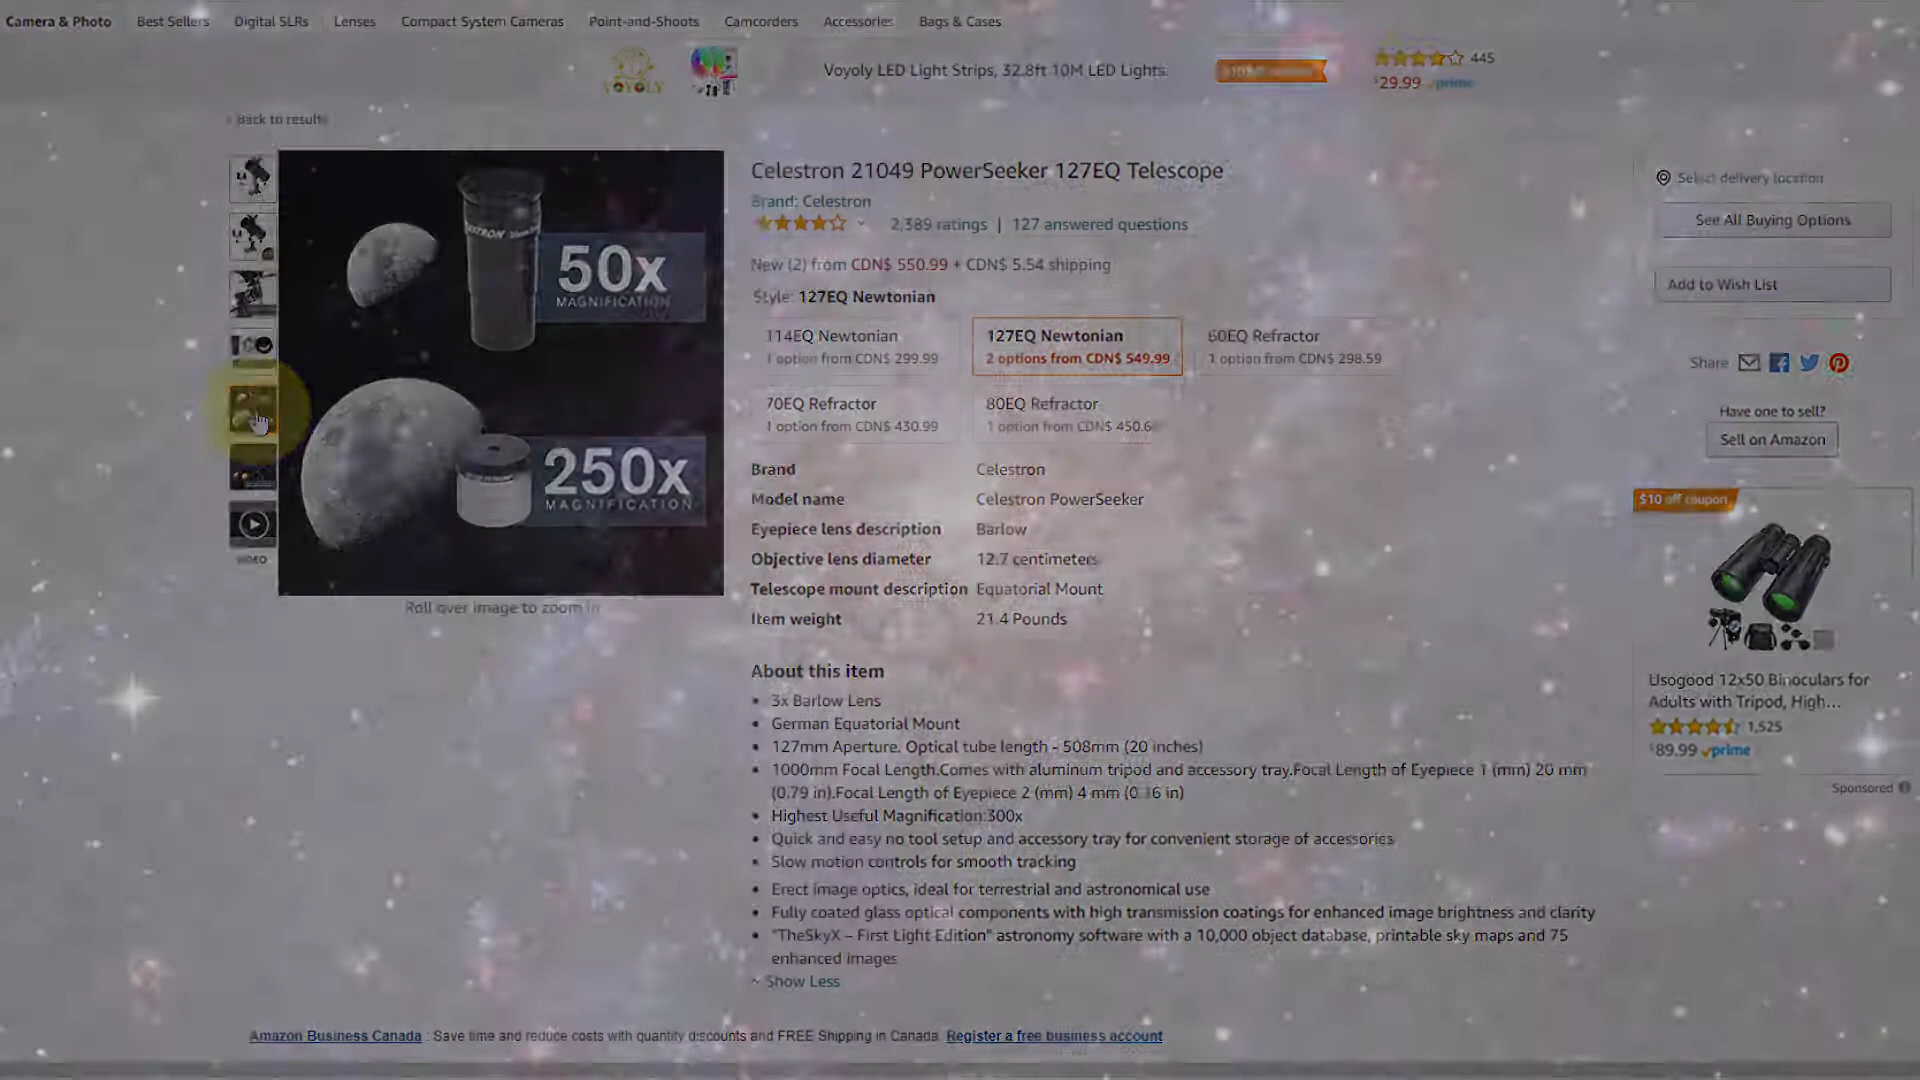 Camera & Photo Best Sellers Digital SLRs Lenses Compact System Cameras Point-and-Shoots Camcorders Accessories Bags & Cases
VOYOLY
Voyoly LED Light Strips, 32.8ft 10M LED Lights.
445
$29.99 prime
‹ Back to results
Celestron 21049 PowerSeeker 127EQ Telescope
Brand: Celestron
2,389 ratings | 127 answered questions
New (2) from CDN$ 550.99 + CDN$ 5.54 shipping
Style: 127EQ Newtonian
114EQ Newtonian
1 option from CDN$ 299.99
127EQ Newtonian
2 options from CDN$ 549.99
60EQ Refractor
1 option from CDN$ 298.59
70EQ Refractor
1 option from CDN$ 430.99
80EQ Refractor
1 option from CDN$ 450.6
50x
MAGNIFICATION
250x
MAGNIFICATION
VIDEO
Roll over image to zoom in
Brand Celestron
Model name Celestron PowerSeeker
Eyepiece lens description Barlow
Objective lens diameter 12.7 centimeters
Telescope mount description Equatorial Mount
Item weight 21.4 Pounds
About this item
• 3x Barlow Lens
• German Equatorial Mount
• 127mm Aperture. Optical tube length - 508mm (20 inches)
• 1000mm Focal Length.Comes with aluminum tripod and accessory tray.Focal Length of Eyepiece 1 (mm) 20 mm
(0.79 in).Focal Length of Eyepiece 2 (mm) 4 mm (0.16 in)
• Highest Useful Magnification:300x
• Quick and easy no tool setup and accessory tray for convenient storage of accessories
• Slow motion controls for smooth tracking
• Erect image optics, ideal for terrestrial and astronomical use
• Fully coated glass optical components with high transmission coatings for enhanced image brightness and clarity
• "TheSkyX – First Light Edition" astronomy software with a 10,000 object database, printable sky maps and 75
enhanced images
Show Less
Select delivery location
See All Buying Options
Add to Wish List
Share
Have one to sell?
Sell on Amazon
$10 off coupon
Usogood 12x50 Binoculars for
Adults with Tripod, High...
1,525
$89.99 prime
Sponsored
Amazon Business Canada : Save time and reduce costs with quantity discounts and FREE Shipping in Canada. Register a free business account